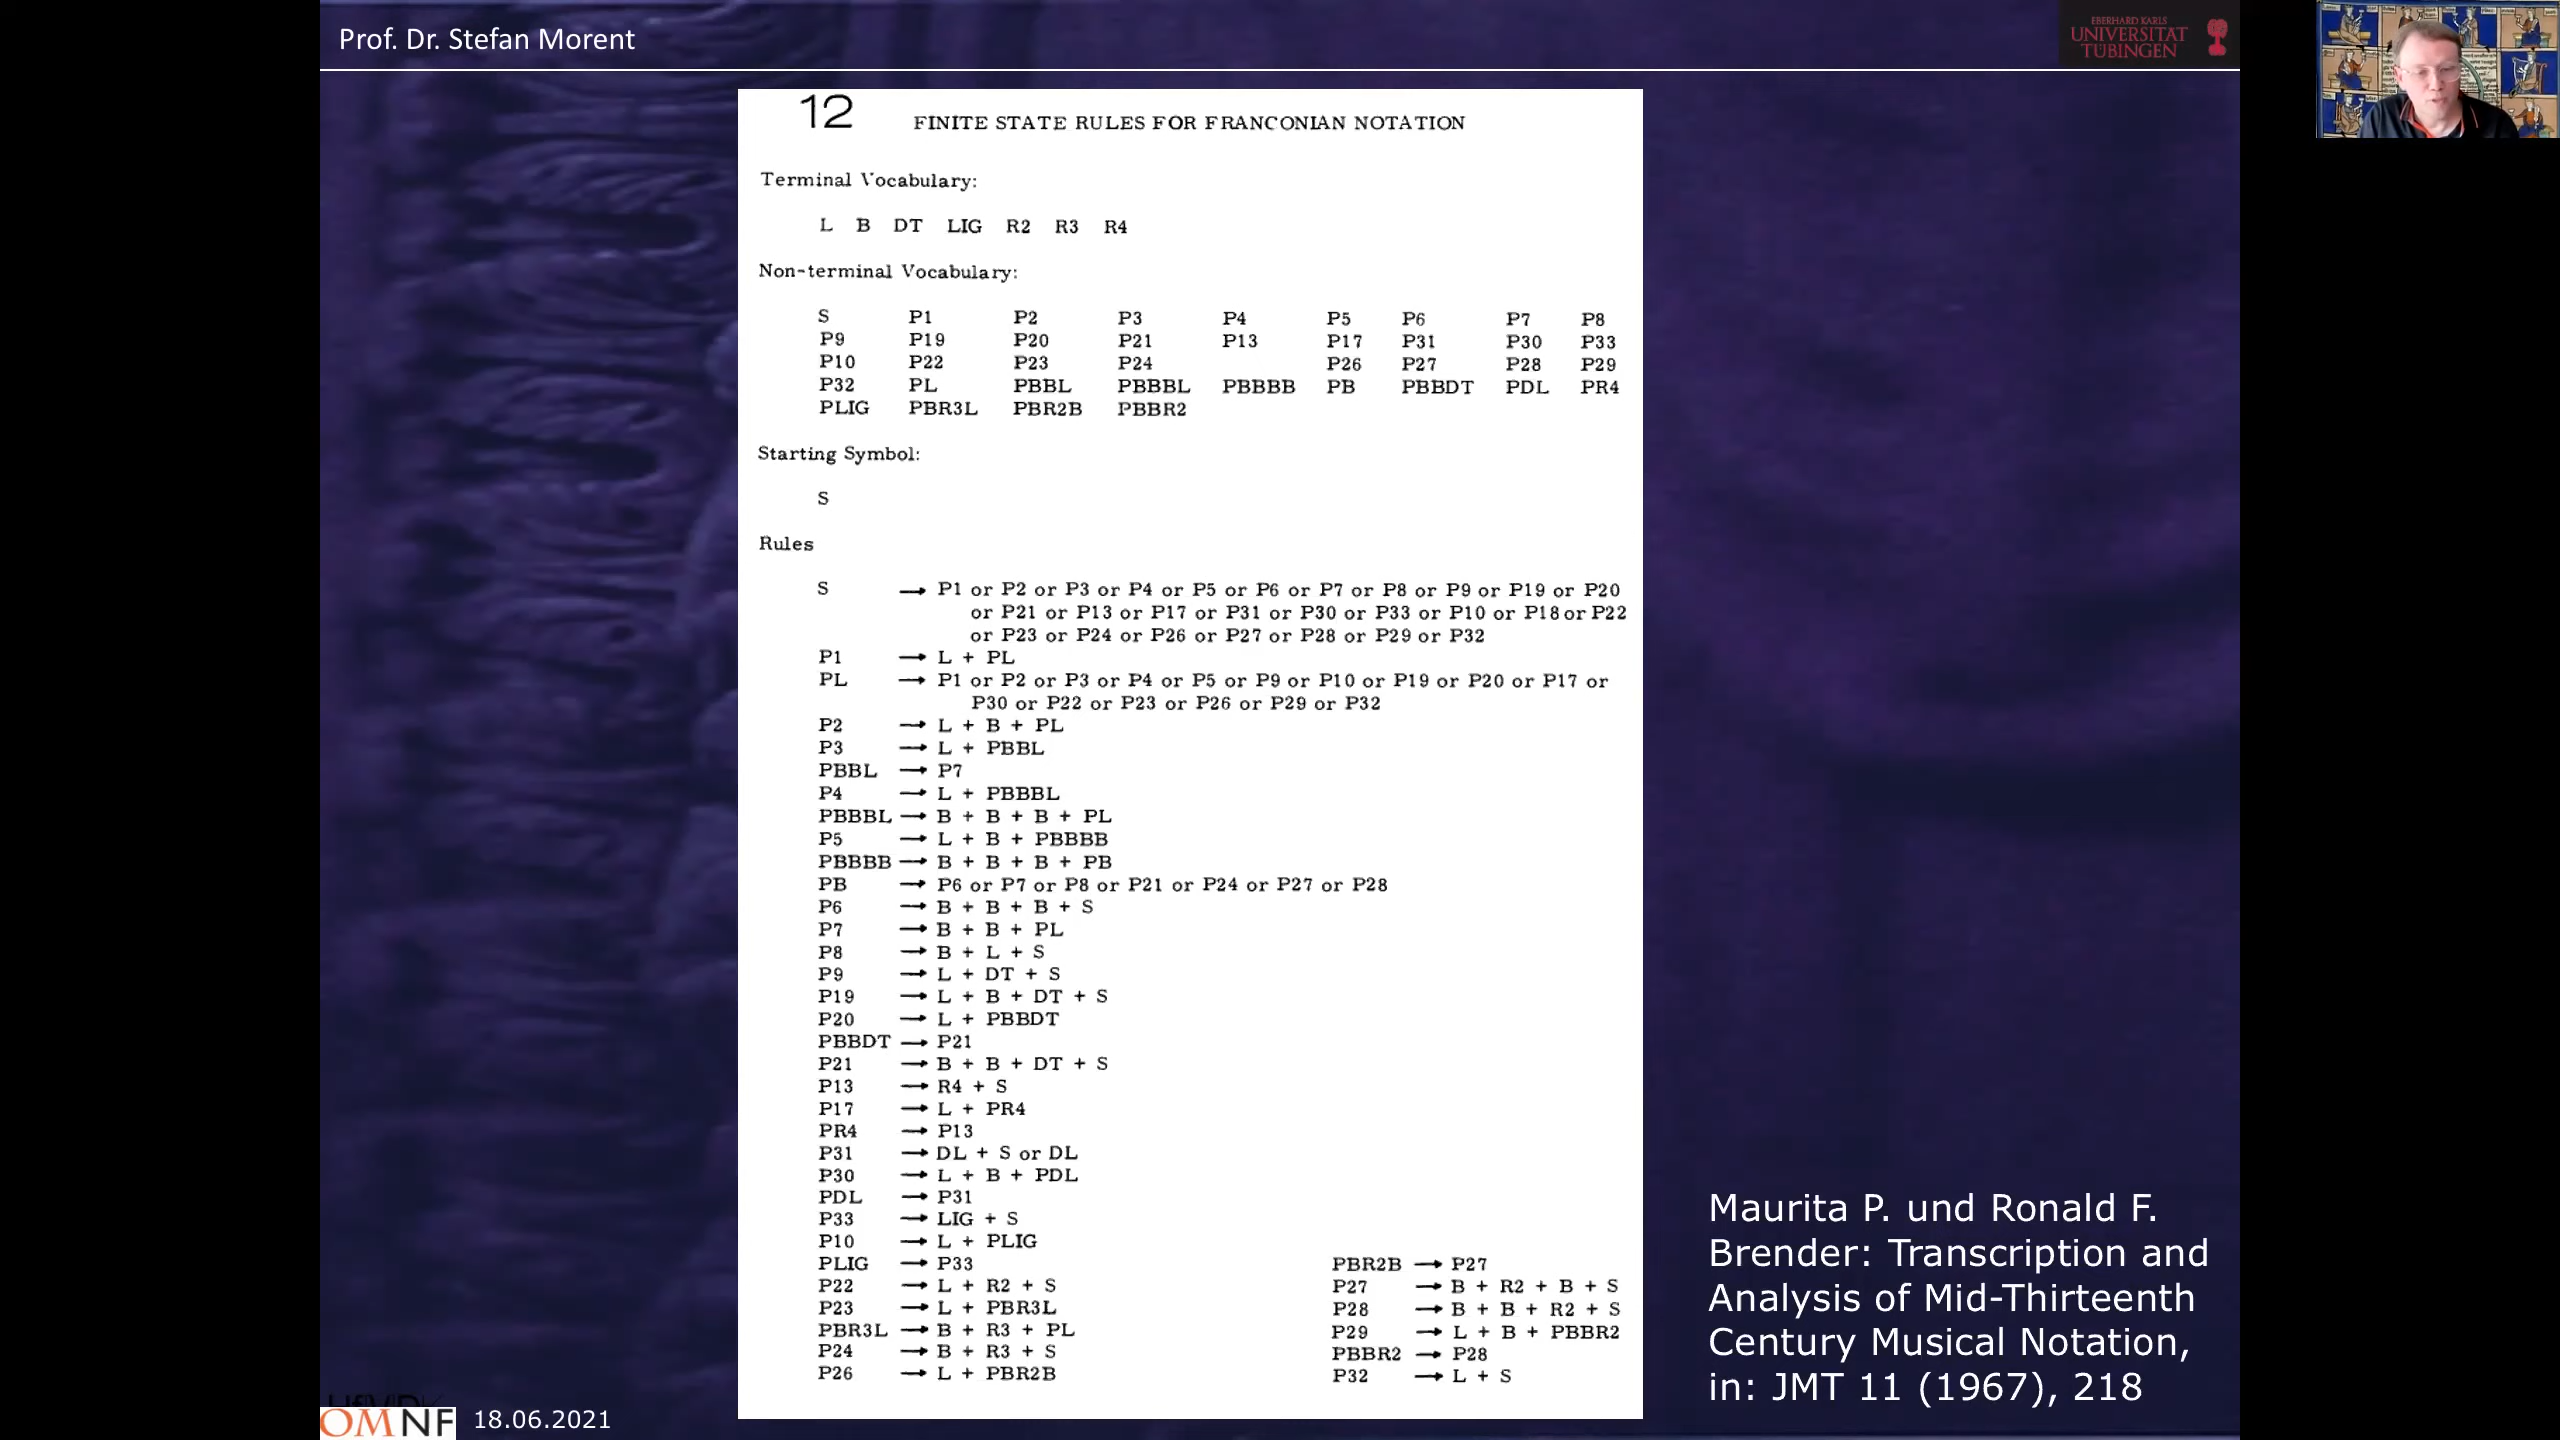 Prof. Dr. Stefan Morent
EBERHARD KARLS
UNIVERSITÄT
TÜBINGEN
12 FINITE STATE RULES FOR FRANCONIAN NOTATION
Terminal Vocabulary:
L B DT LIG R2 R3 R4
Non-terminal Vocabulary:
S P1 P2 P3 P4 P5 P6 P7 P8
P9 P19 P20 P21 P13 P17 P31 P30 P33
P10 P22 P23 P24 P26 P27 P28 P29
P32 PL PBBL PBBBL PBBBB PB PBBDT PDL PR4
PLIG PBR3L PBR2B PBBR2
Starting Symbol:
S
Rules
S → P1 or P2 or P3 or P4 or P5 or P6 or P7 or P8 or P9 or P19 or P20
or P21 or P13 or P17 or P31 or P30 or P33 or P10 or P18 or P22
or P23 or P24 or P26 or P27 or P28 or P29 or P32
P1 → L + PL
PL → P1 or P2 or P3 or P4 or P5 or P9 or P10 or P19 or P20 or P17 or
P30 or P22 or P23 or P26 or P29 or P32
P2 → L + B + PL
P3 → L + PBBL
PBBL → P7
P4 → L + PBBBL
PBBBL → B + B + B + PL
P5 → L + B + PBBBB
PBBBB → B + B + B + PB
PB → P6 or P7 or P8 or P21 or P24 or P27 or P28
P6 → B + B + B + S
P7 → B + B + PL
P8 → B + L + S
P9 → L + DT + S
P19 → L + B + DT + S
P20 → L + PBBDT
PBBDT → P21
P21 → B + B + DT + S
P13 → R4 + S
P17 → L + PR4
PR4 → P13
P31 → DL + S or DL
P30 → L + B + PDL
PDL → P31
P33 → LIG + S
P10 → L + PLIG
PLIG → P33
P22 → L + R2 + S
P23 → L + PBR3L
PBR3L → B + R3 + PL
P24 → B + R3 + S
P26 → L + PBR2B
PBR2B → P27
P27 → B + R2 + B + S
P28 → B + B + R2 + S
P29 → L + B + PBBR2
PBBR2 → P28
P32 → L + S
Maurita P. und Ronald F.
Brender: Transcription and
Analysis of Mid-Thirteenth
Century Musical Notation,
in: JMT 11 (1967), 218
OMNF 18.06.2021